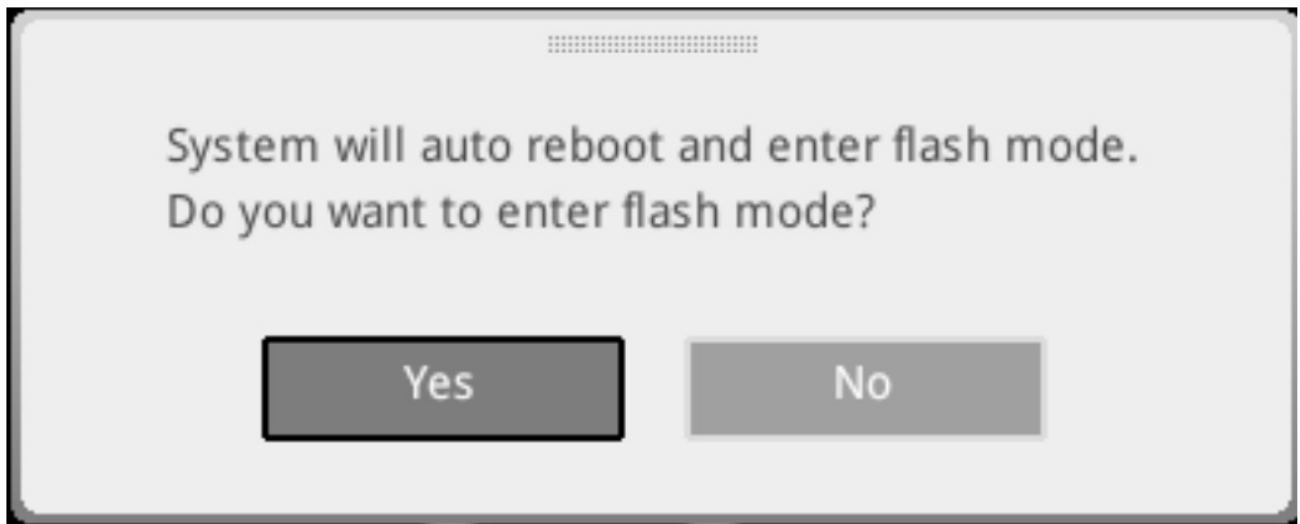 System will auto reboot and enter flash mode.
Do you want to enter flash mode?
Yes
No